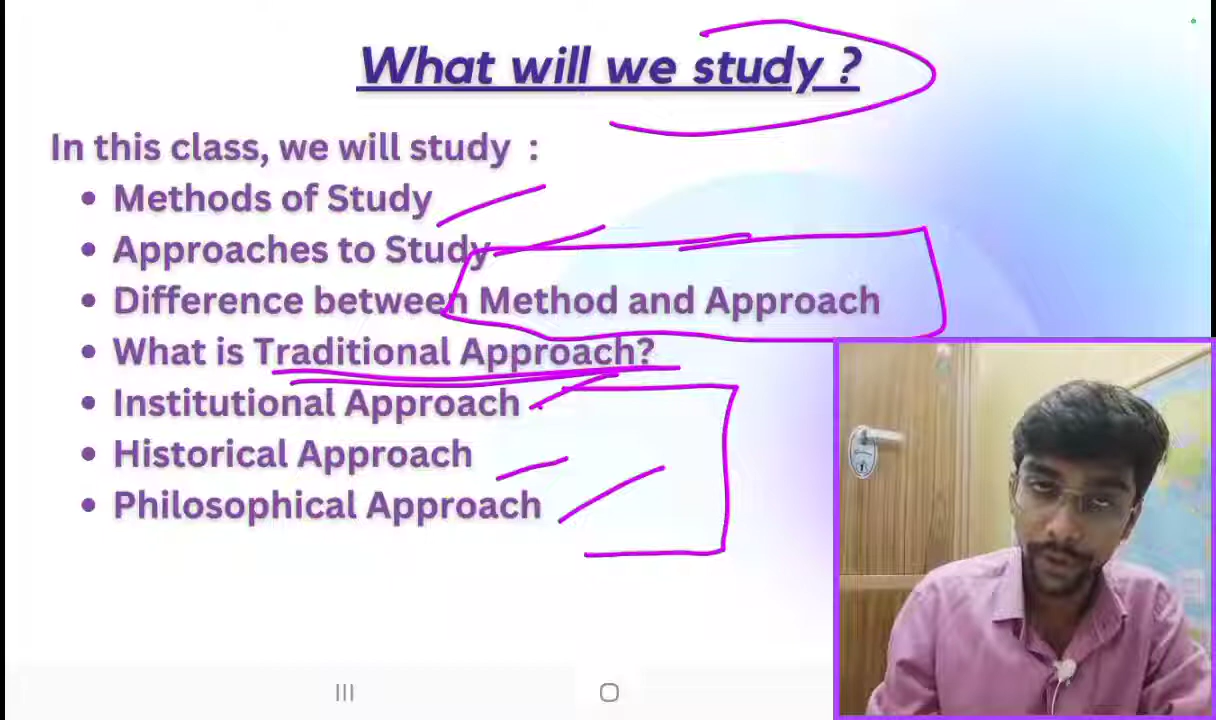 What will we study ?
In this class, we will study :
• Methods of Study
• Approaches to Study
• Difference between Method and Approach
• What is Traditional Approach?
• Institutional Approach
• Historical Approach
• Philosophical Approach